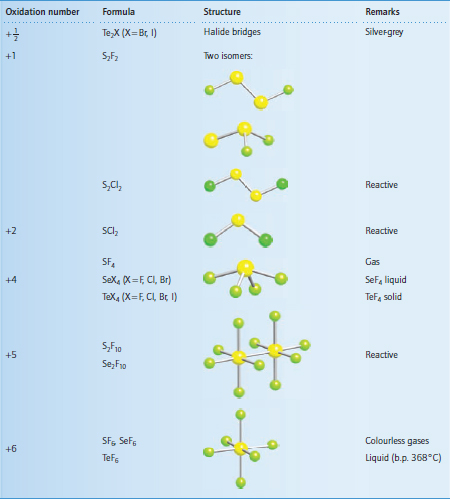 Oxidation number Formula Structure Remarks
+½ Te₂X (X=Br, I) Halide bridges Silver-grey
+1 S₂F₂ Two isomers:
S₂Cl₂ Reactive
+2 SCl₂ Reactive
SF₄ Gas
+4 SeX₄ (X=F, Cl, Br) SeF₄ liquid
TeX₄ (X=F, Cl, Br, I) TeF₄ solid
S₂F₁₀
+5 Reactive
Se₂F₁₀
SF₆, SeF₆ Colourless gases
+6
TeF₆ Liquid (b.p. 368°C)